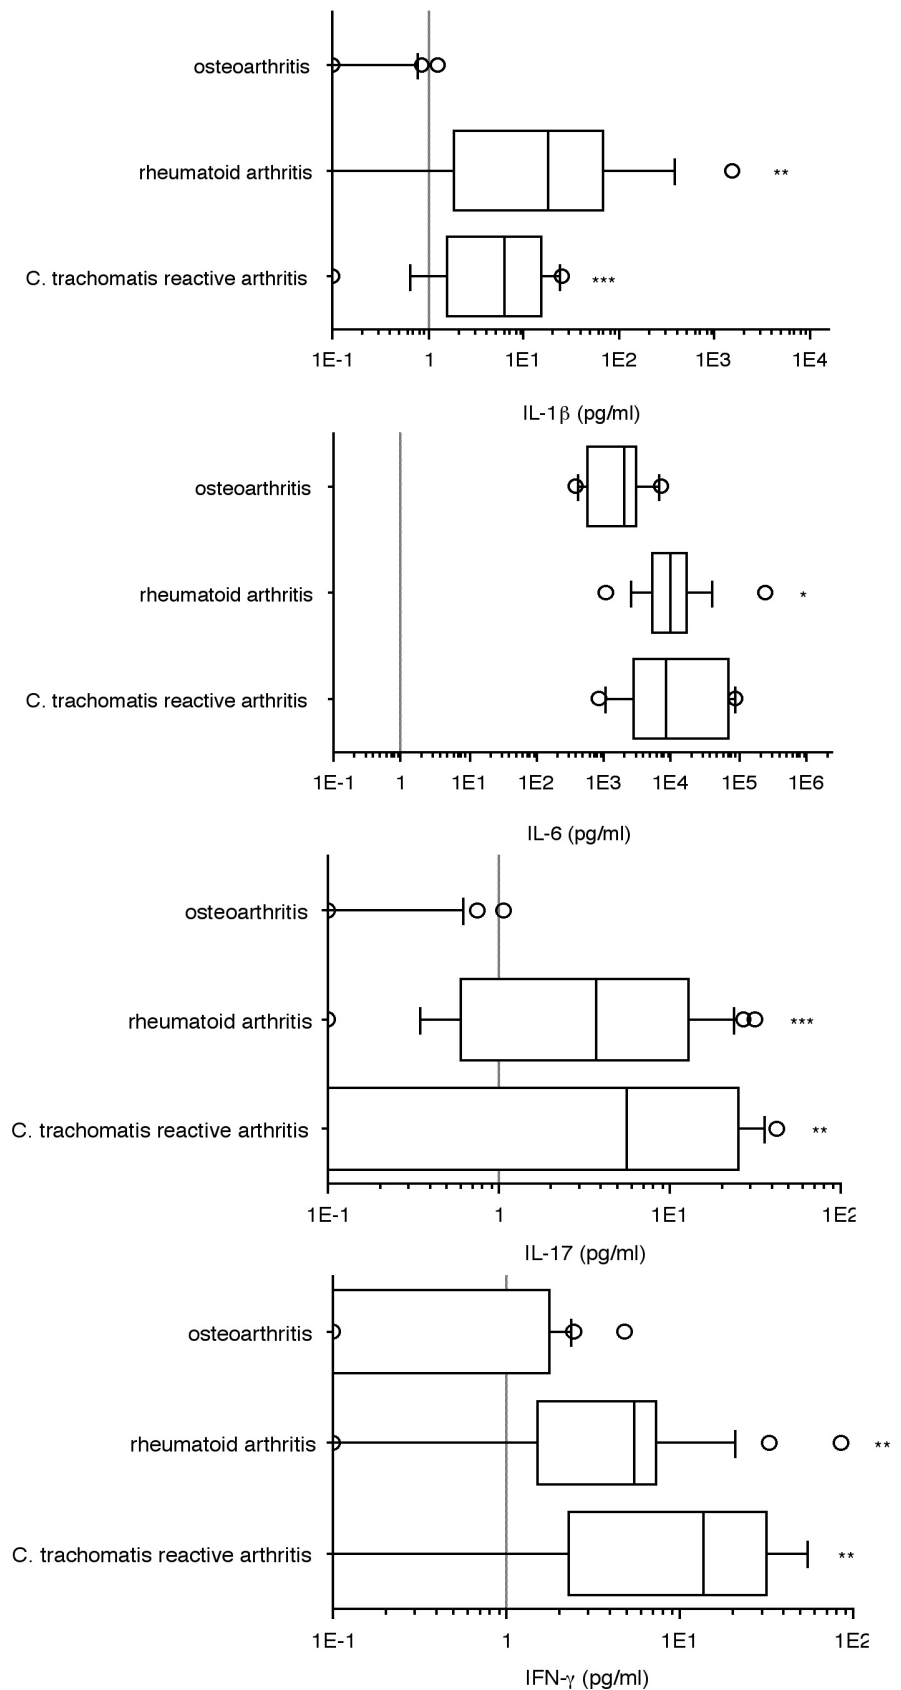 osteoarthritis
rheumatoid arthritis **
C. trachomatis reactive arthritis ***
1E-1 1 1E1 1E2 1E3 1E4
IL-1β (pg/ml)
osteoarthritis
rheumatoid arthritis *
C. trachomatis reactive arthritis
1E-1 1 1E1 1E2 1E3 1E4 1E5 1E6
IL-6 (pg/ml)
osteoarthritis
rheumatoid arthritis ***
C. trachomatis reactive arthritis **
1E-1 1 1E1 1E2
IL-17 (pg/ml)
osteoarthritis
rheumatoid arthritis **
C. trachomatis reactive arthritis **
1E-1 1 1E1 1E2
IFN-γ (pg/ml)